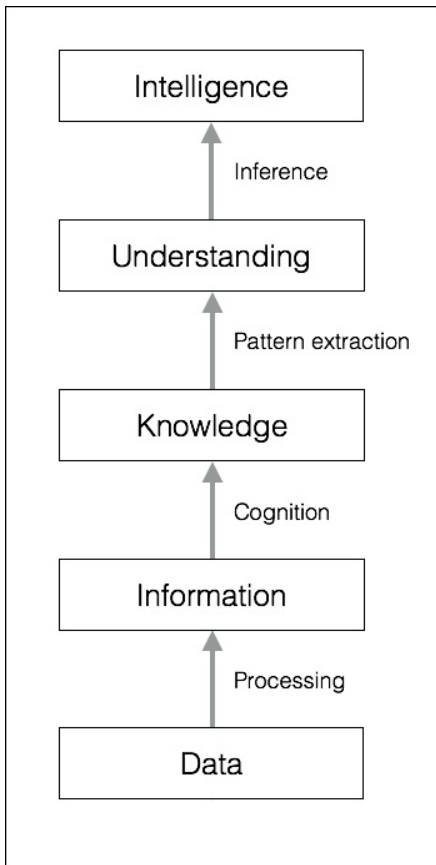 Intelligence
Inference
Understanding
Pattern extraction
Knowledge
Cognition
Information
Processing
Data